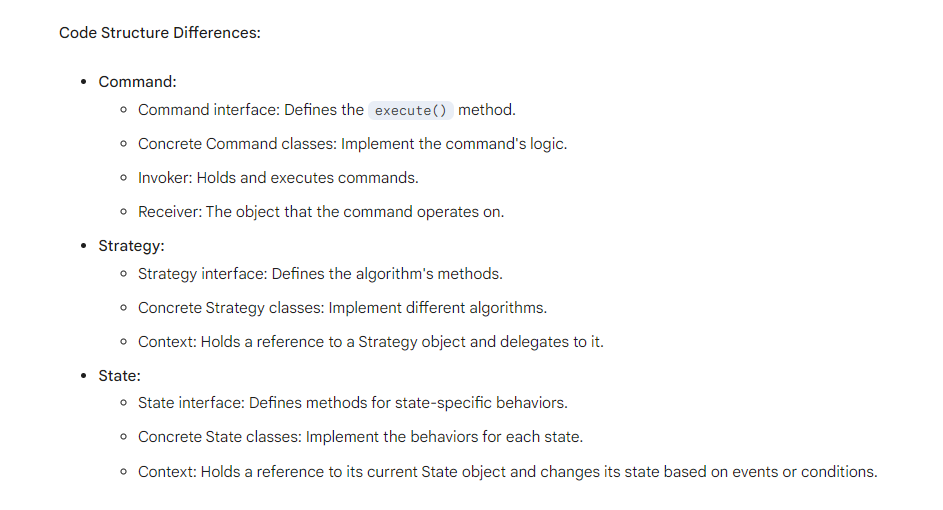 Code Structure Differences:
Command:
Command interface: Defines the execute() method.
Concrete Command classes: Implement the command's logic.
Invoker: Holds and executes commands.
Receiver: The object that the command operates on.
Strategy:
Strategy interface: Defines the algorithm's methods.
Concrete Strategy classes: Implement different algorithms.
Context: Holds a reference to a Strategy object and delegates to it.
State:
State interface: Defines methods for state-specific behaviors.
Concrete State classes: Implement the behaviors for each state.
Context: Holds a reference to its current State object and changes its state based on events or conditions.